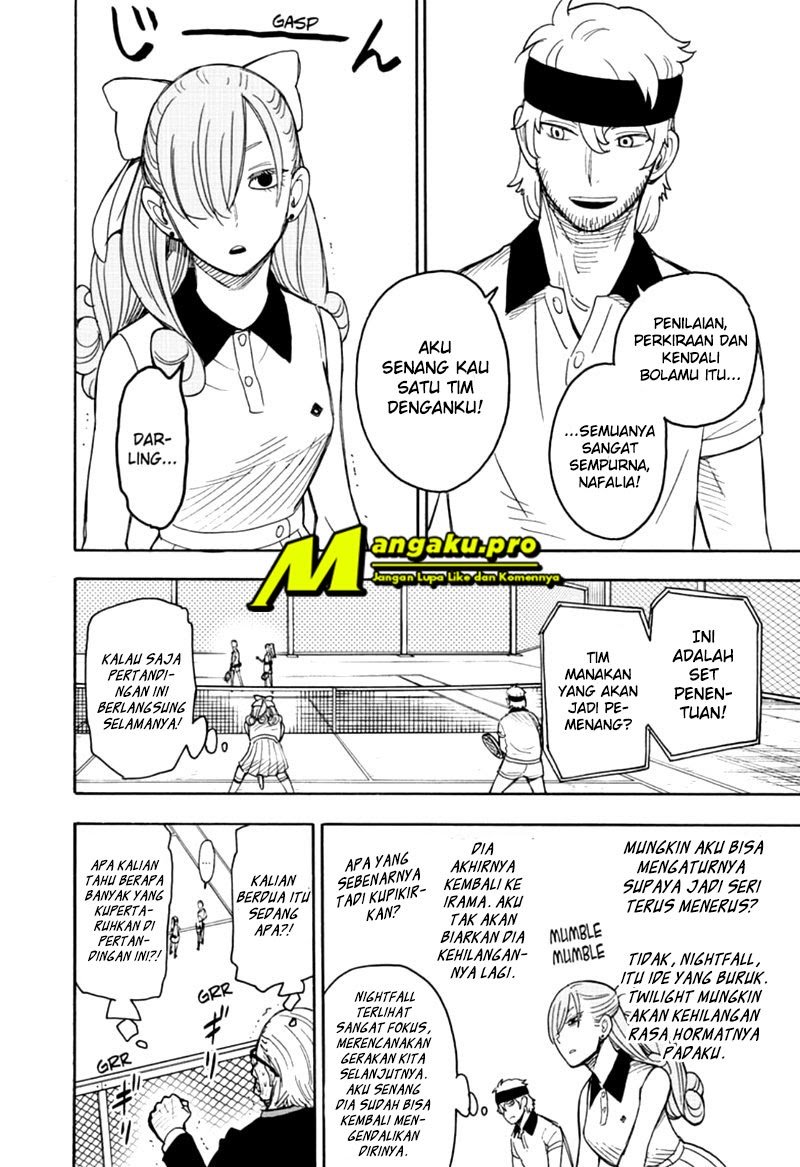 じーん
GASP
PENILAIAN,
PERKIRAAN DAN
KENDALI
BOLAMU ITU...
...SEMUANYA
SANGAT
SEMPURNA,
NAFALIA!
AKU
SENANG KAU
SATU TIM
DENGANKU!
DAR-
LING...
Mangaku.pro
Jangan Lupa Like dan Komennya
INI
ADALAH
SET
PENEN-
TUAN!
TIM
MANAKAN
YANG AKAN
JADI PE-
MENANG?
KALAU SAJA
PERTANDI-
INGAN INI
BERLANGSUNG
SELAMANYA!
MUNGKIN AKU BISA
MENGATURNYA
SUPAYA JADI SERI
TERUS MENERUS?
TIDAK, NIGHTFALL,
ITU IDE YANG BURUK.
TWILIGHT MUNGKIN
AKAN KEHILANGAN
RASA HORMATNYA
PADAKU.
MUMBLE
MUMBLE
DIA
AKHIRNYA
KEMBALI KE
IRAMA. AKU
TAK AKAN
BIARKAN DIA
KEHILANGAN-
NYA LAGI.
APA YANG
SEBENARNYA
TADI KUPIKIR-
KAN?
NIGHTFALL
TERLIHAT
SANGAT FOKUS,
MERENCANAKAN
GERAKAN KITA
SELANJUTNYA.
AKU SENANG
DIA SUDAH BISA
KEMBALI MEN-
GENDALIKAN
DIRINYA.
......
KALIAN
BERDUA ITU
SEDANG
APA?!
APA KALIAN
TAHU BERAPA
BANYAK YANG
KUPERTA-
RUHKAN DI
PERTAN-
DINGAN INI?!
GRR
ギギ
GRR
ギギ